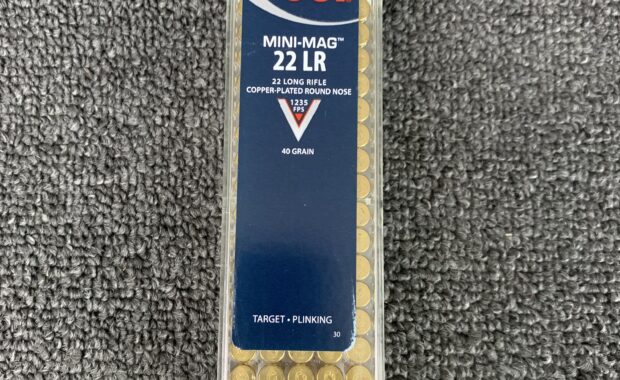 MINI-MAG™
22 LR
22 LONG RIFLE
COPPER-PLATED ROUND NOSE
1235
FPS
40 GRAIN
TARGET • PLINKING
30